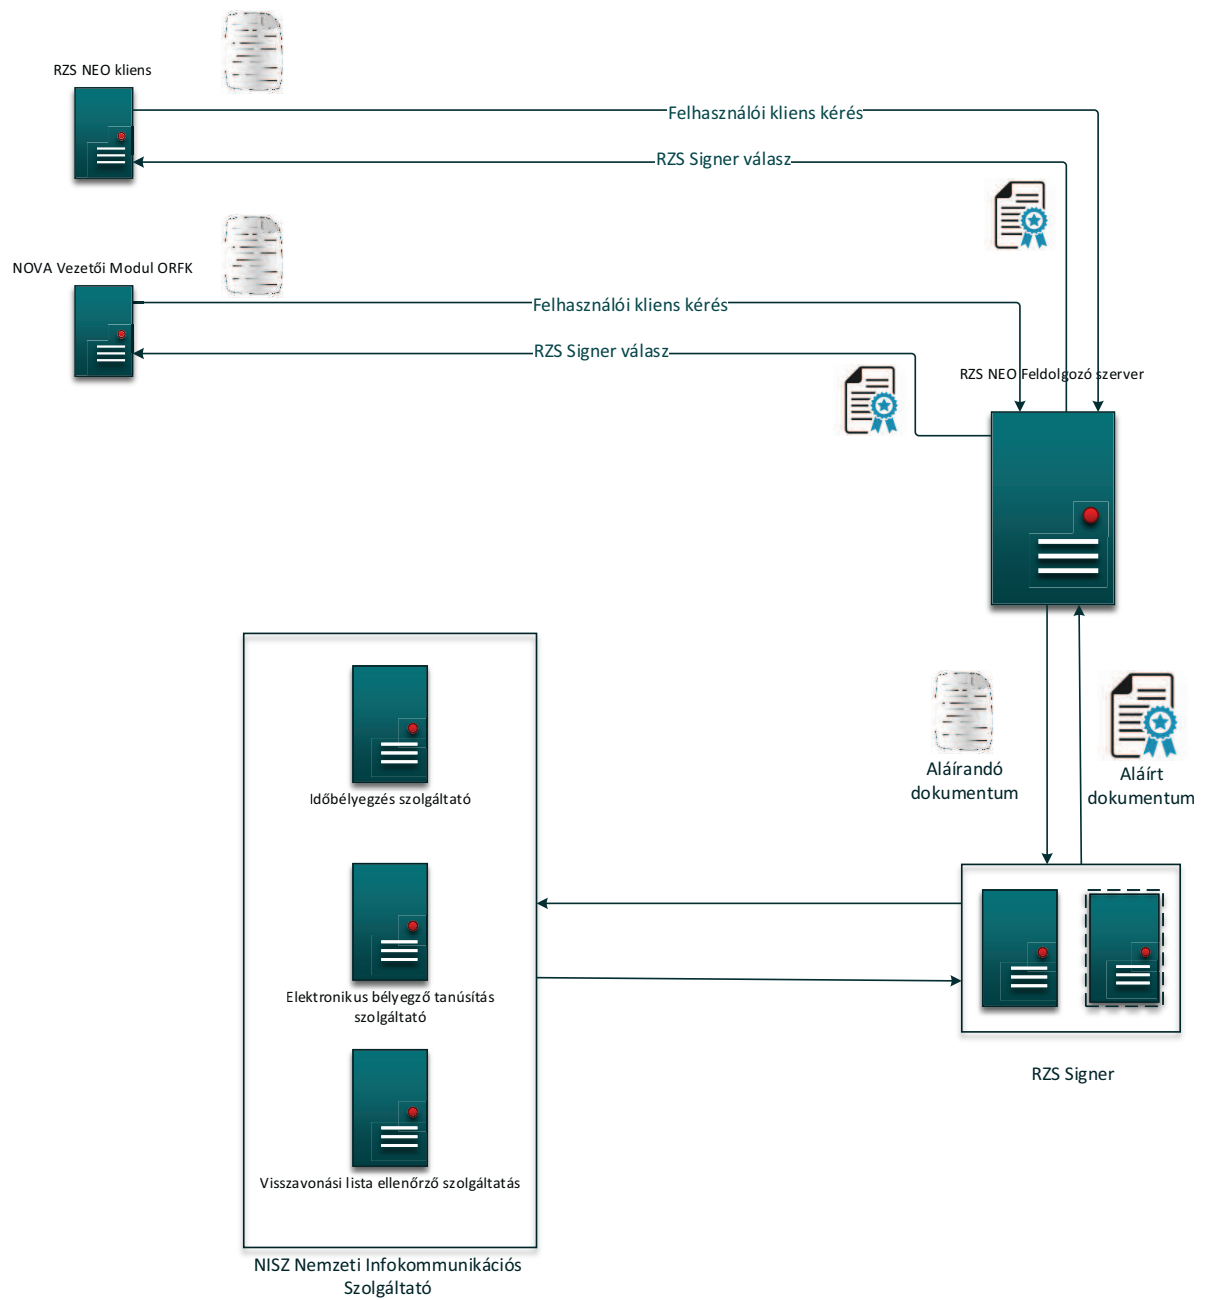 RZS NEO kliens
Felhasználói kliens kérés
RZS Signer válasz
NOVA Vezetői Modul ORFK
Felhasználói kliens kérés
RZS Signer válasz
RZS NEO Feldolgozó szerver
Aláírandó
dokumentum
Aláírt
dokumentum
Időbélyegzés szolgáltató
Elektronikus bélyegző tanúsítás
szolgáltató
RZS Signer
Visszavonási lista ellenőrző szolgáltatás
NISZ Nemzeti Infokommunikációs
Szolgáltató